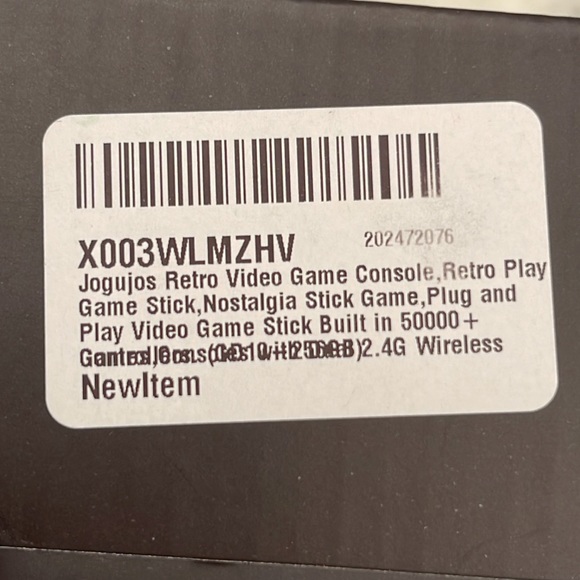 X003WLMZHV
202472076
Jogujos Retro Video Game Console,Retro Play
Game Stick,Nostalgia Stick Game,Plug and
Play Video Game Stick Built in 50000+
2.4G Wireless
NewItem